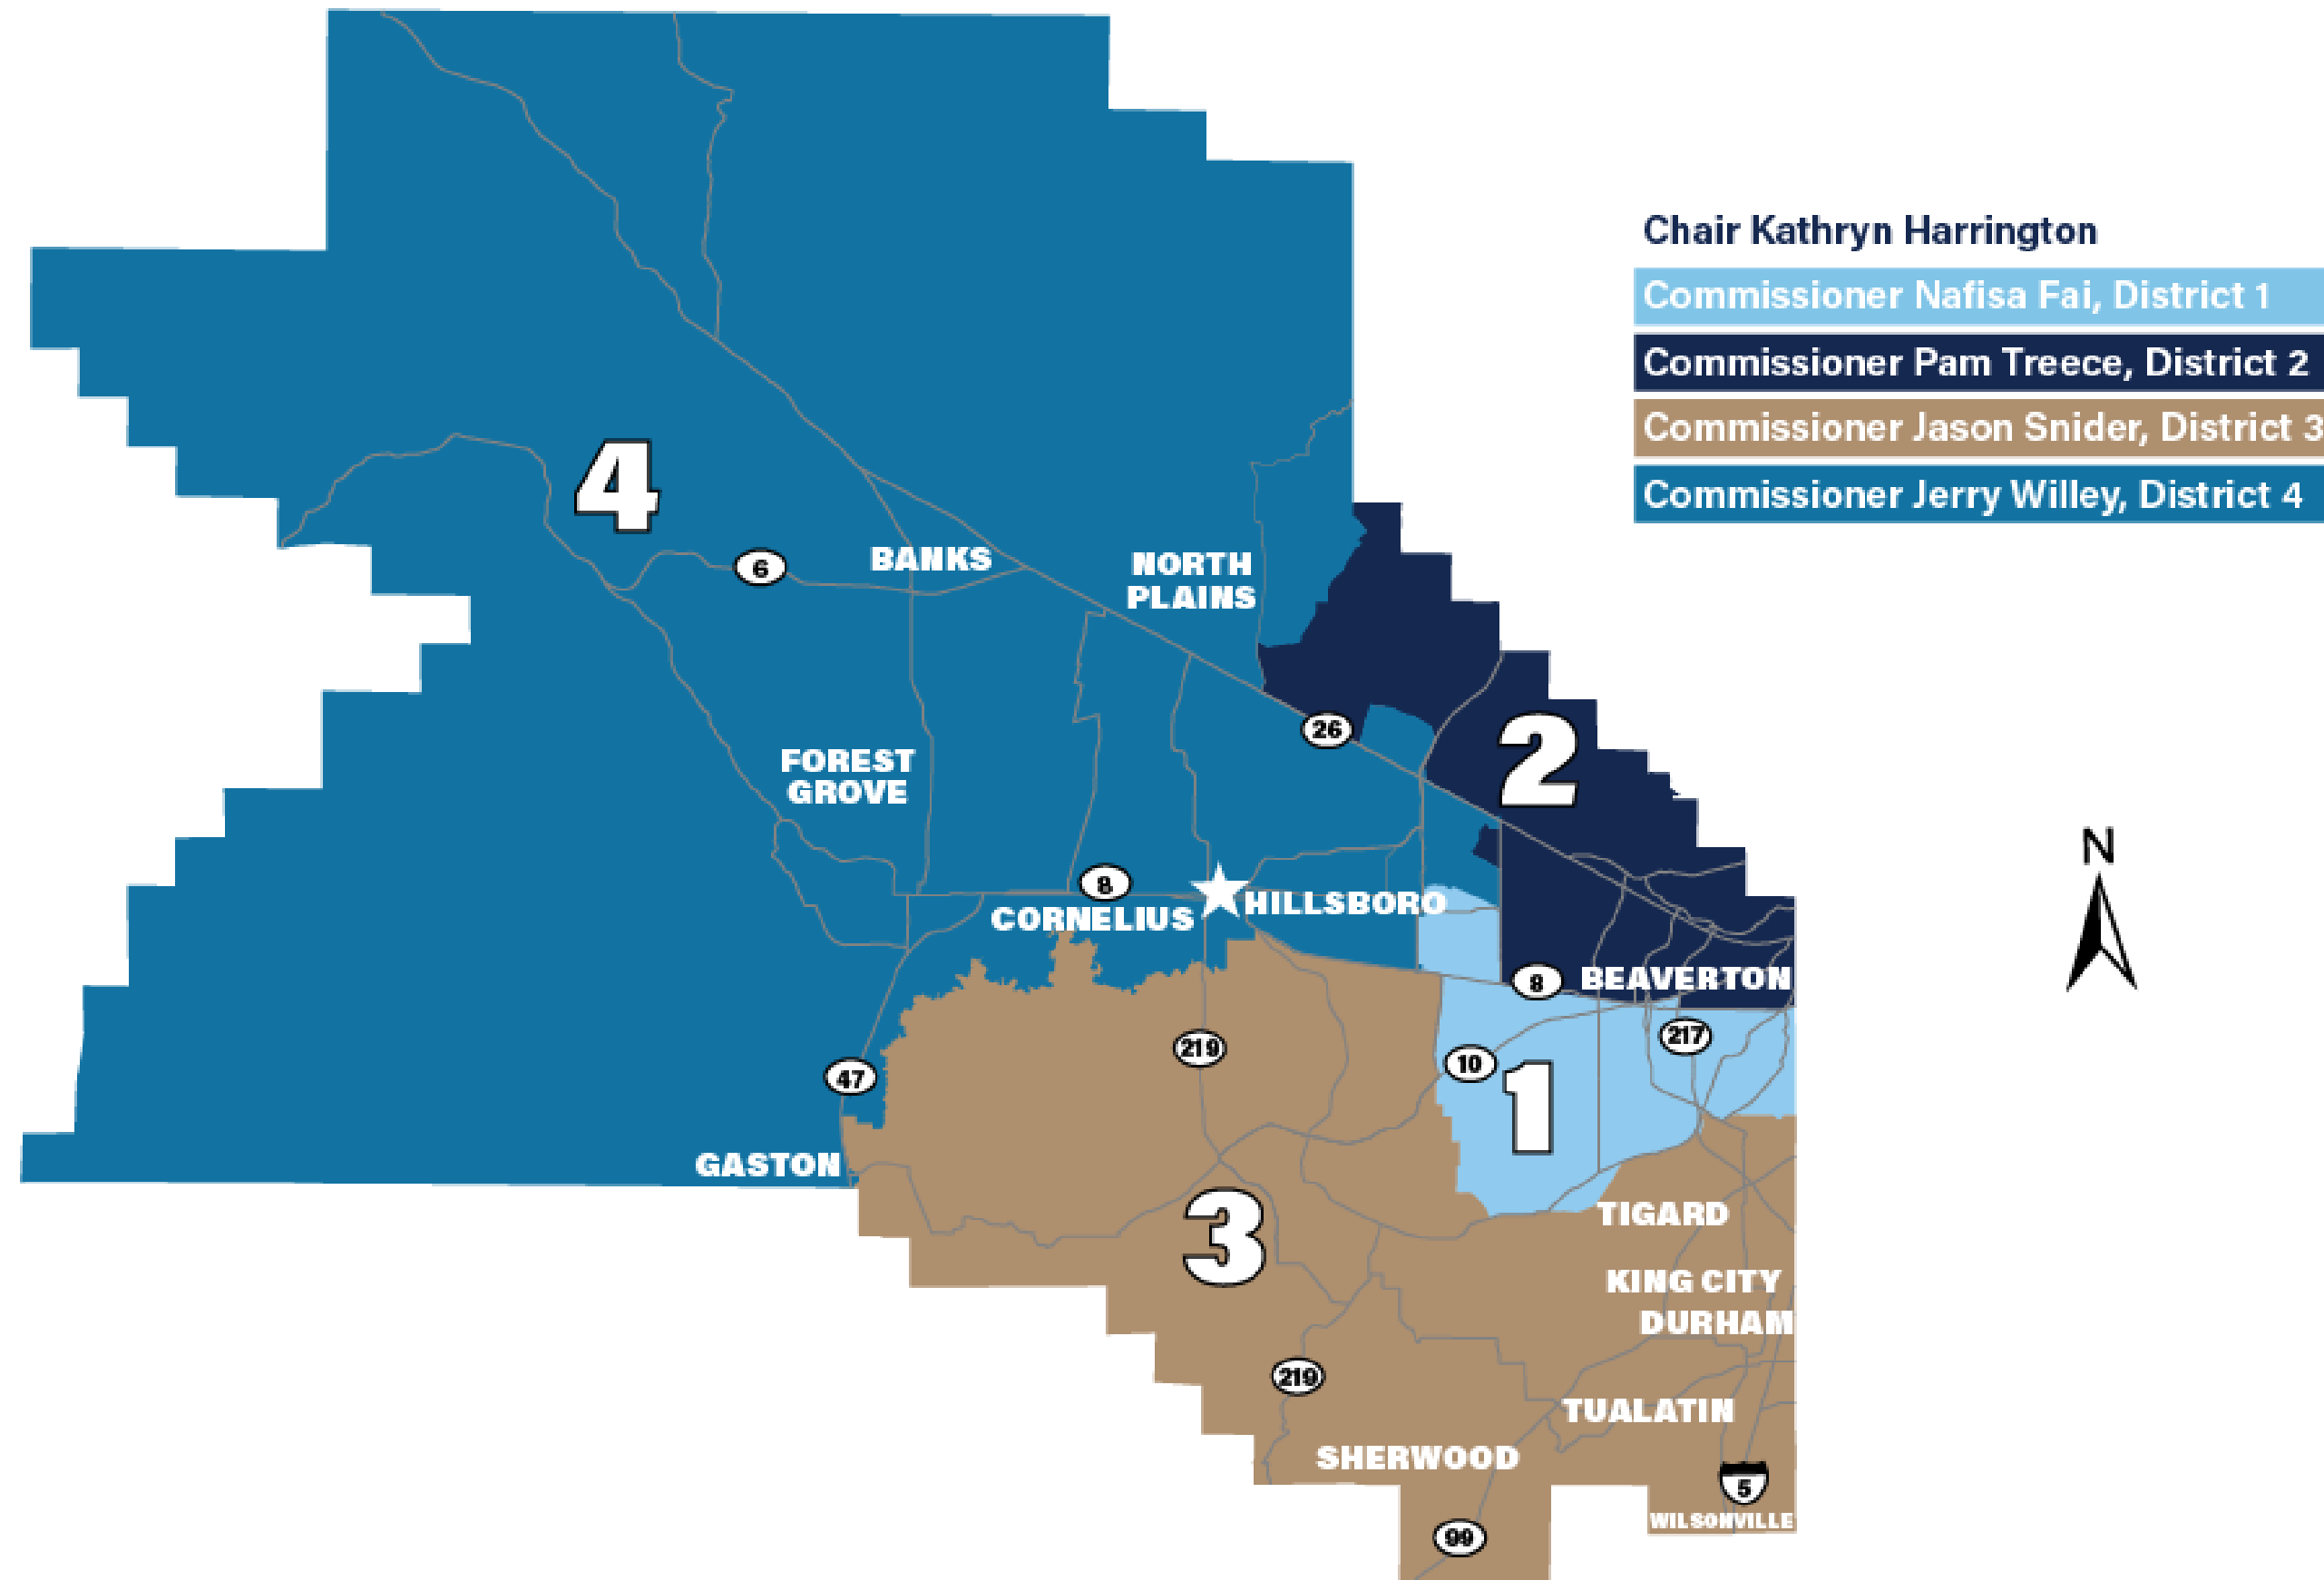 Chair Kathryn Harrington
Commissioner Nafisa Fai, District 1
Commissioner Pam Treece, District 2
Commissioner Jason Snider, District 3
Commissioner Jerry Willey, District 4
4
6
BANKS
NORTH
PLAINS
26
2
FOREST
GROVE
N
8
CORNELIUS
HILLSBORO
8
BEAVERTON
217
219
10
47
1
GASTON
3
TIGARD
KING CITY
DURHAM
219
TUALATIN
SHERWOOD
5
WILSONVILLE
99